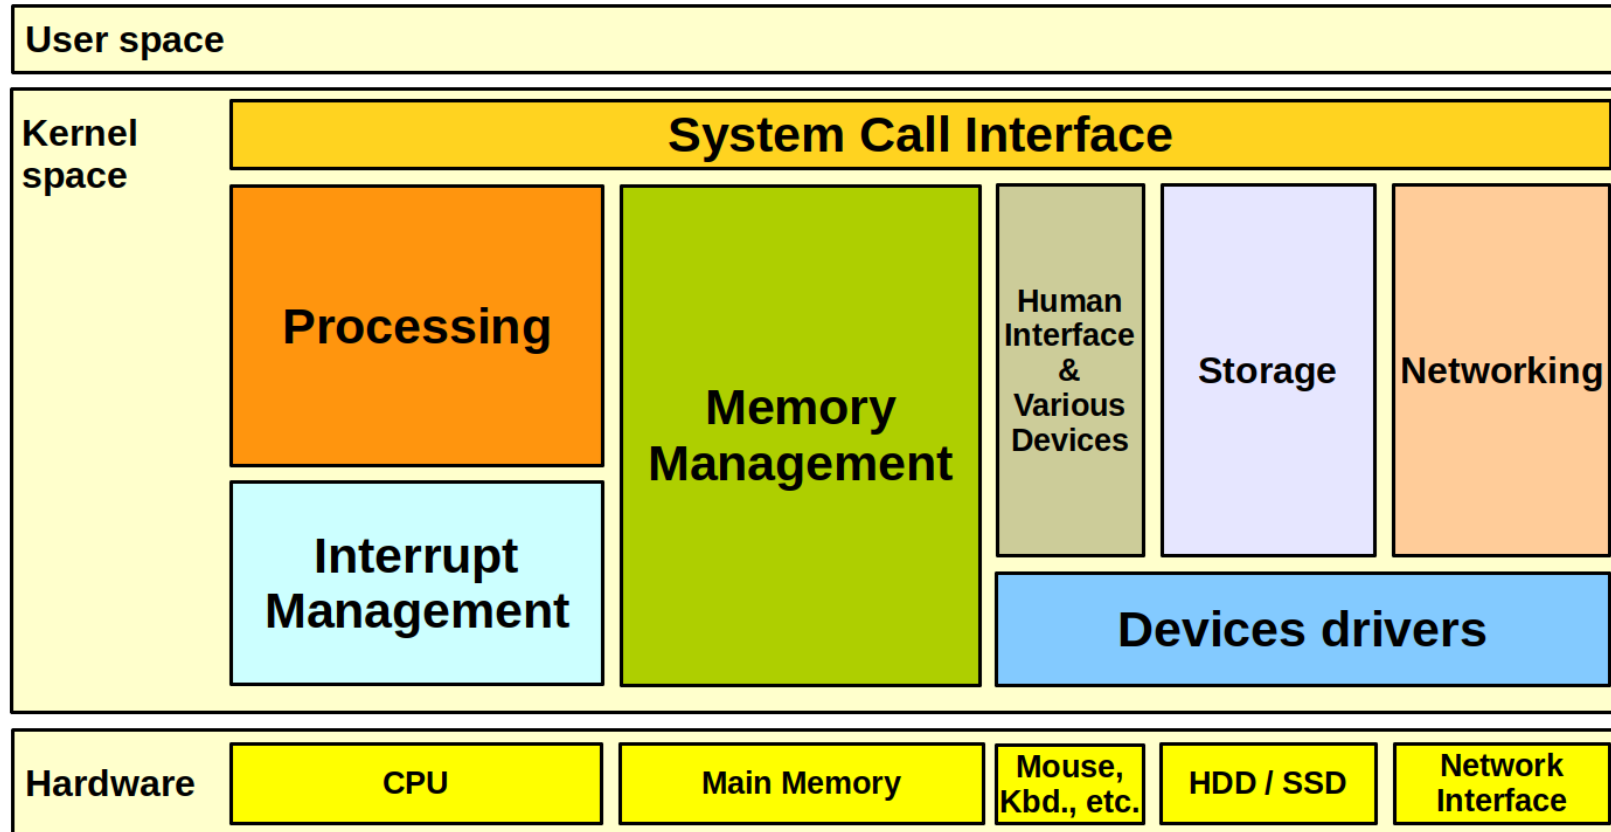 User space
Kernel
space
System Call Interface
Processing
Memory
Management
Human
Interface
&
Various
Devices
Storage
Networking
Interrupt
Management
Devices drivers
Hardware
CPU
Main Memory
Mouse,
Kbd., etc.
HDD / SSD
Network
Interface